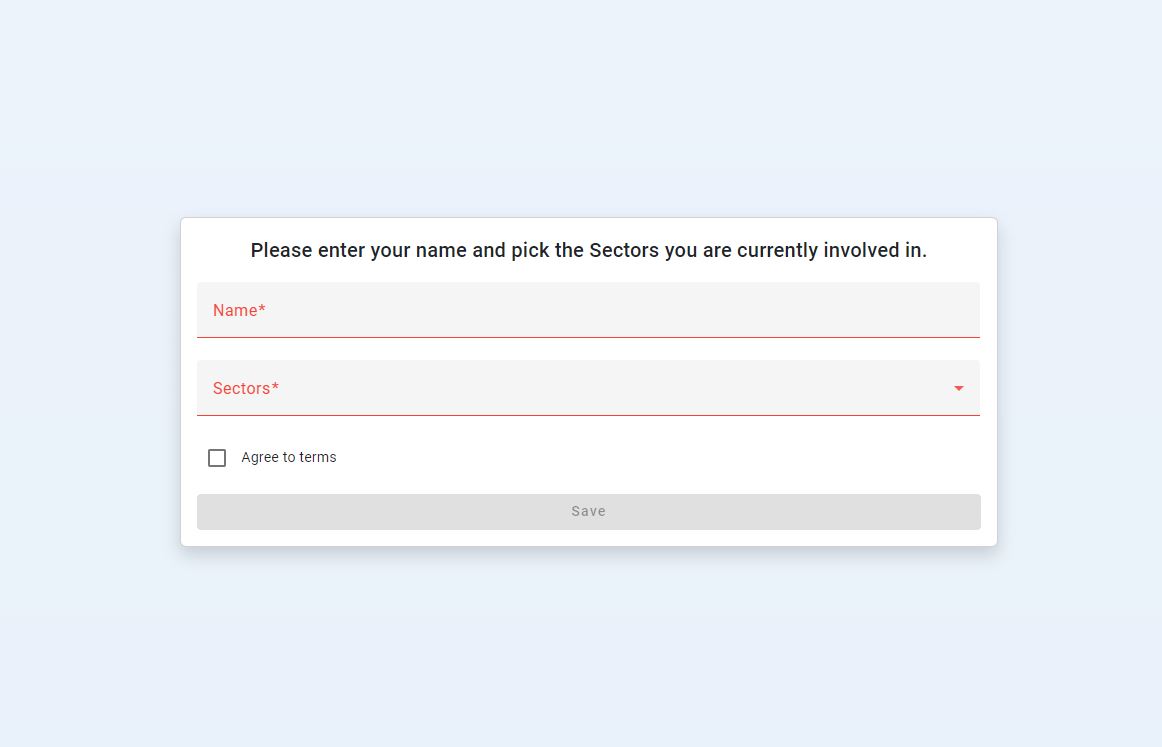 Please enter your name and pick the Sectors you are currently involved in.
Name*
Sectors*
Agree to terms
Save